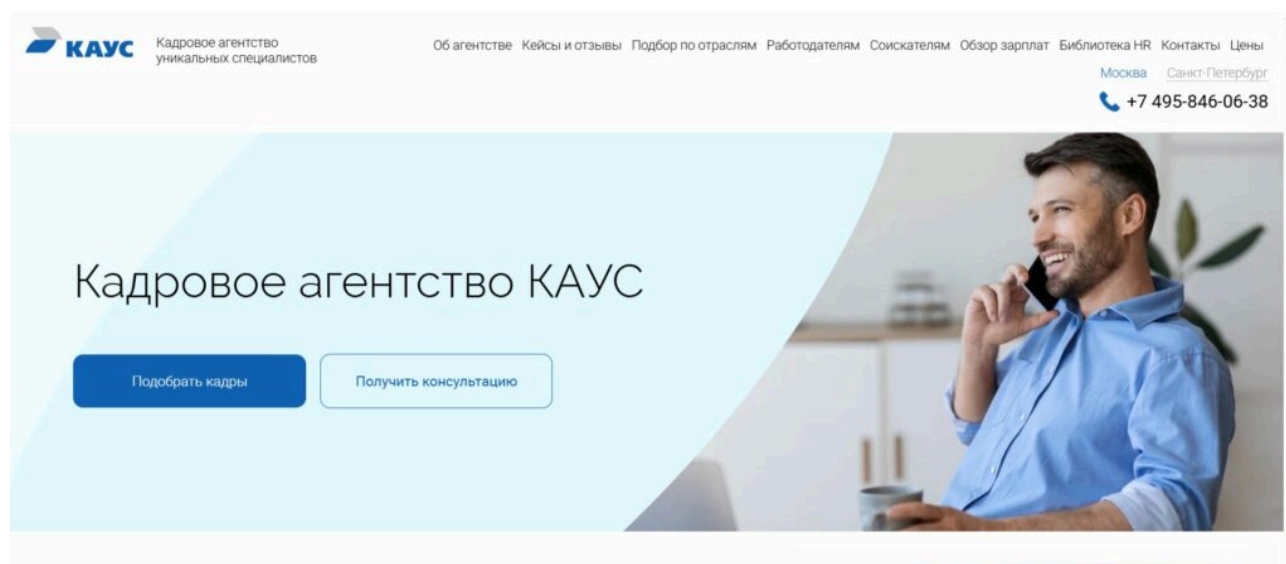 КАУС
Кадровое агентство
уникальных специалистов
Об агентстве Кейсы и отзывы Подбор по отраслям Работодателям Соискателям Обзор зарплат Библиотека HR Контакты Цены
Москва Санкт-Петербург
+7 495-846-06-38
Кадровое агентство КАУС
Подобрать кадры Получить консультацию